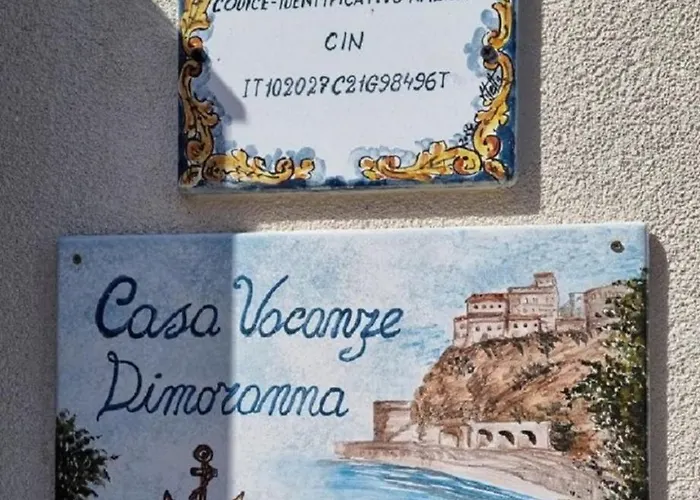 CODICE-IDENTIFICATIVO
CIN
IT102027C21G98496T
Casa Vacanze
Dimoranna